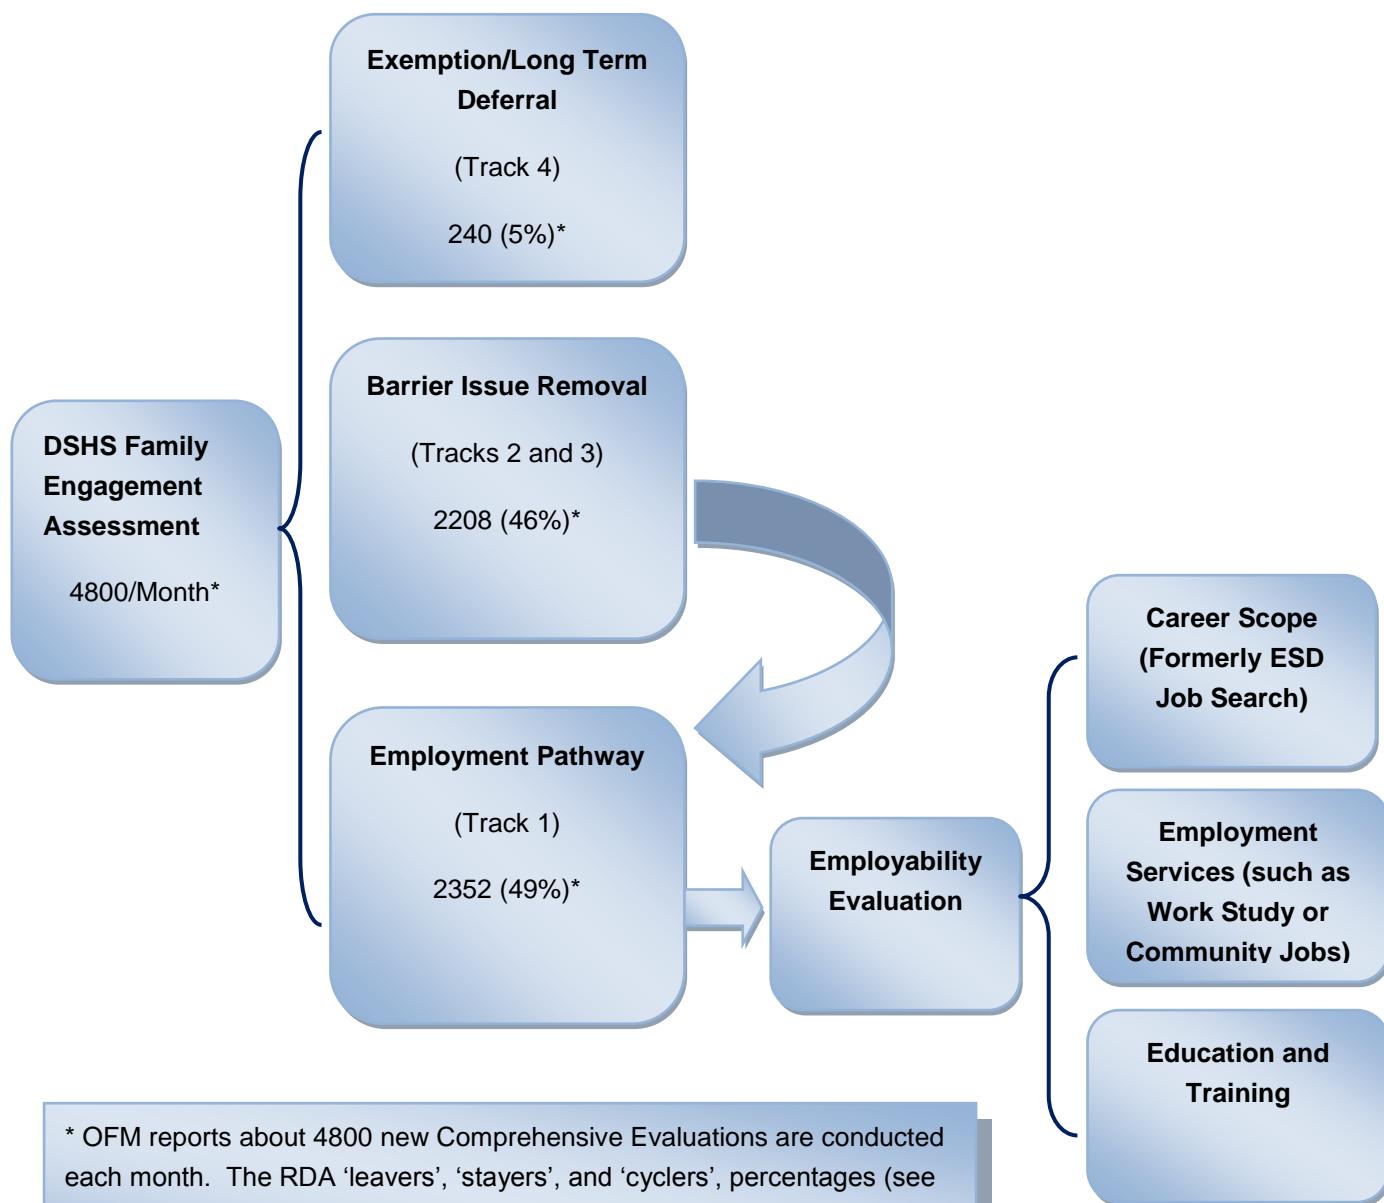 Exemption/Long Term
Deferral
(Track 4)
240 (5%)*
Barrier Issue Removal
(Tracks 2 and 3)
2208 (46%)*
DSHS Family
Engagement
Assessment
4800/Month*
Employment Pathway
(Track 1)
2352 (49%)*
Employability
Evaluation
Career Scope
(Formerly ESD
Job Search)
Employment
Services (such as
Work Study or
Community Jobs)
Education and
Training
* OFM reports about 4800 new Comprehensive Evaluations are conducted
each month.  The RDA ‘leavers’, ‘stayers’, and ‘cyclers’, percentages (see